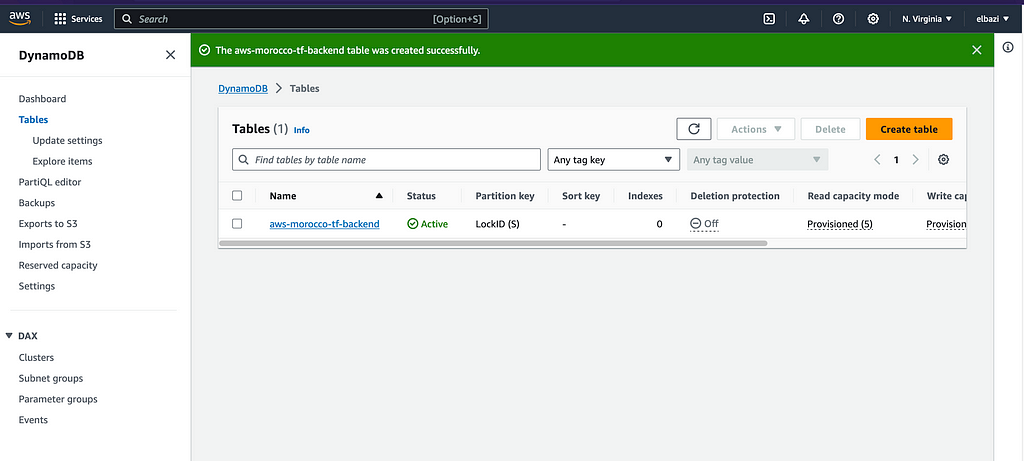 aws Services Search [Option+S] N. Virginia ▼ elbazi ▼
DynamoDB
Dashboard
Tables
Update settings
Explore items
PartiQL editor
Backups
Exports to S3
Imports from S3
Reserved capacity
Settings
▼ DAX
Clusters
Subnet groups
Parameter groups
Events
The aws-morocco-tf-backend table was created successfully.
DynamoDB > Tables
Tables (1) Info Actions ▼ Delete Create table
Find tables by table name Any tag key ▼ Any tag value ▼ < 1 >
Name ▲ Status Partition key Sort key Indexes Deletion protection Read capacity mode Write cap
aws-morocco-tf-backend Active LockID (S) - 0 Off Provisioned (5) Provision